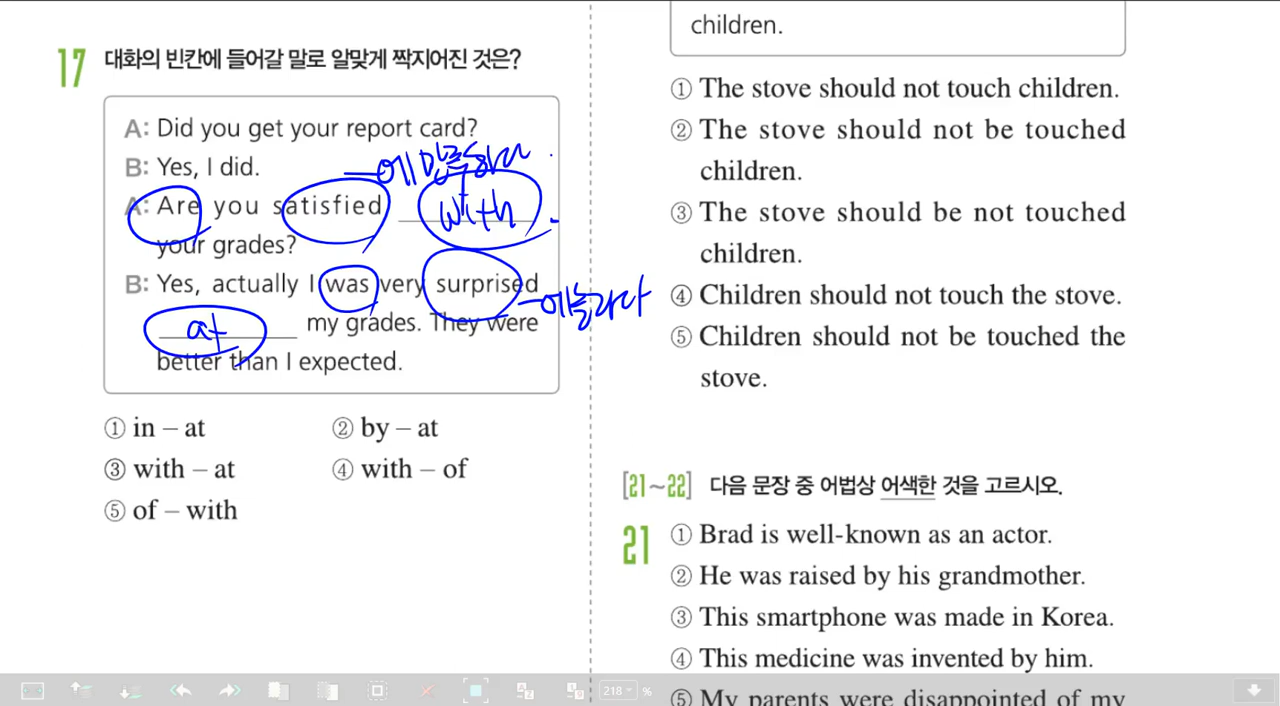 17 대화의 빈칸에 들어갈 말로 알맞게 짝지어진 것은?
A: Did you get your report card?
B: Yes, I did.
에 만족하다
A: Are you satisfied with
your grades?
B: Yes, actually I was very surprised
에 놀라다
at my grades. They were
better than I expected.
① in – at ② by – at
③ with – at ④ with – of
⑤ of – with
children.
① The stove should not touch children.
② The stove should not be touched
children.
③ The stove should be not touched
children.
④ Children should not touch the stove.
⑤ Children should not be touched the
stove.
[21~22] 다음 문장 중 어법상 어색한 것을 고르시오.
21 ① Brad is well-known as an actor.
② He was raised by his grandmother.
③ This smartphone was made in Korea.
④ This medicine was invented by him.
⑤ My parents were disappointed of my
218 %